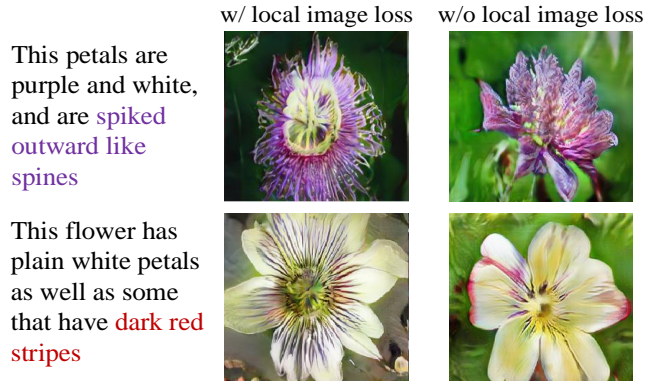 w/ local image loss
w/o local image loss
This petals are
purple and white,
and are spiked
outward like
spines
This flower has
plain white petals
as well as some
that have dark red
stripes